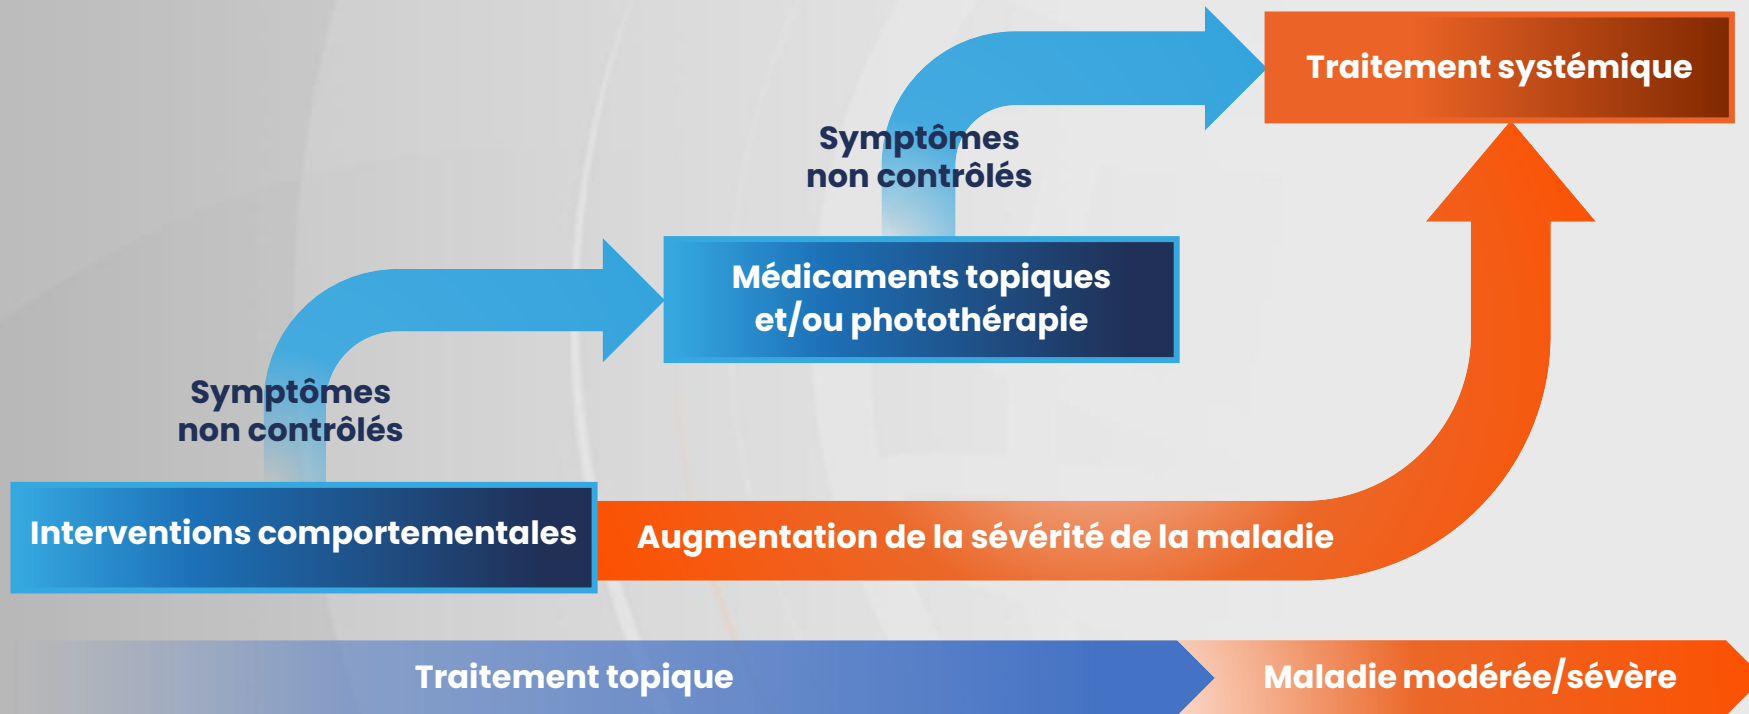 Traitement systémique
Symptômes
non contrôlés
Médicaments topiques
et/ou photothérapie
Symptômes
non contrôlés
Interventions comportementales
Augmentation de la sévérité de la maladie
Traitement topique
Maladie modérée/sévère